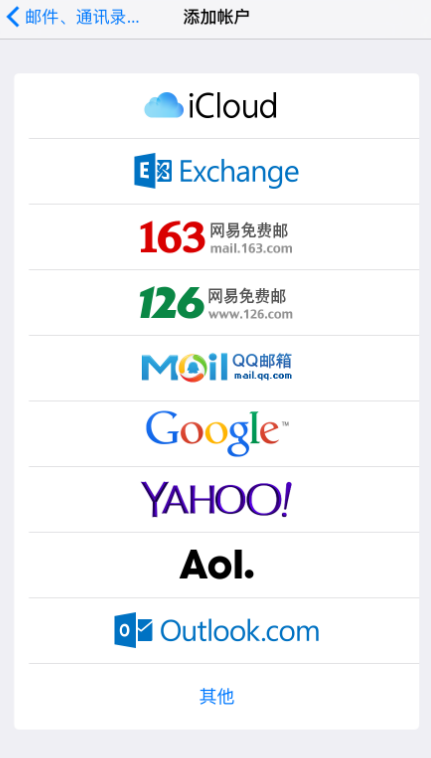 邮件、通讯录... 添加帐户
iCloud
Exchange
163 网易免费邮
mail.163.com
126 网易免费邮
www.126.com
Mail QQ邮箱
mail.qq.com
Google™
YAHOO!
Aol.
Outlook.com
其他